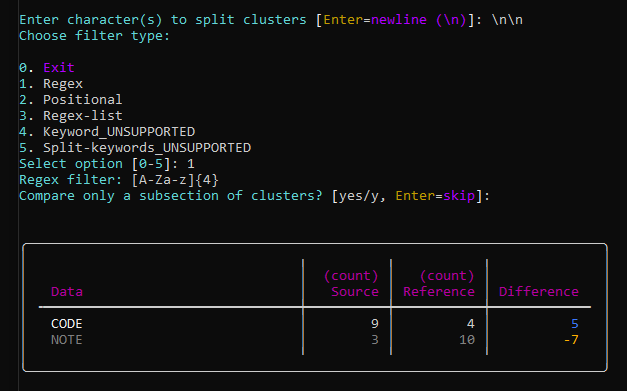 Enter character(s) to split clusters [Enter=newline (\n)]: \n\n
Choose filter type:
0. Exit
1. Regex
2. Positional
3. Regex-list
4. Keyword_UNSUPPORTED
5. Split-keywords_UNSUPPORTED
Select option [0-5]: 1
Regex filter: [A-Za-z]{4}
Compare only a subsection of clusters? [yes/y, Enter=skip]:
(count) (count)
Data Source Reference Difference
CODE 9 4 5
NOTE 3 10 -7